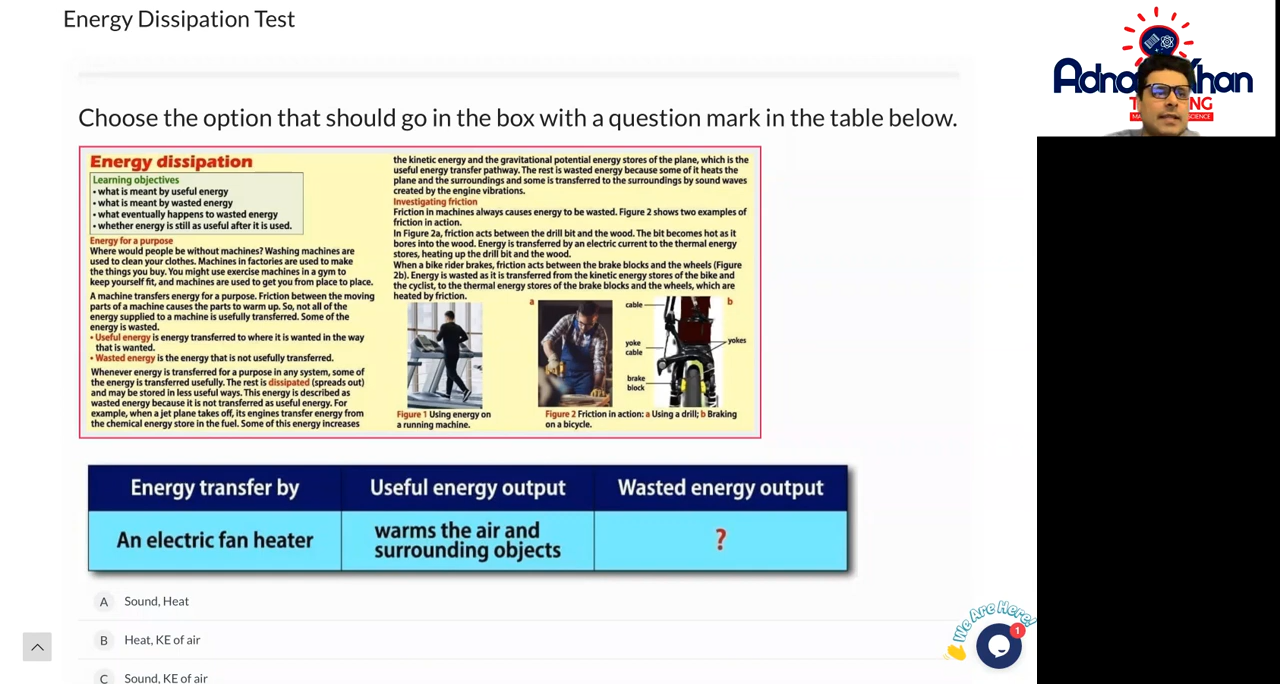 Energy Dissipation Test
Choose the option that should go in the box with a question mark in the table below.
Energy dissipation
Learning objectives
• what is meant by useful energy
• what is meant by wasted energy
• what eventually happens to wasted energy
• whether energy is still as useful after it is used.
Energy for a purpose
Where would people be without machines? Washing machines are
used to clean your clothes. Machines in factories are used to make
the things you buy. You might use exercise machines in a gym to
keep yourself fit, and machines are used to get you from place to place.
A machine transfers energy for a purpose. Friction between the moving
parts of a machine causes the parts to warm up. So, not all of the
energy supplied to a machine is usefully transferred. Some of the
energy is wasted.
• Useful energy is energy transferred to where it is wanted in the way
that is wanted.
• Wasted energy is the energy that is not usefully transferred.
Whenever energy is transferred for a purpose in any system, some of
the energy is transferred usefully. The rest is dissipated (spreads out)
and may be stored in less useful ways. This energy is described as
wasted energy because it is not transferred as useful energy. For
example, when a jet plane takes off, its engines transfer energy from
the chemical energy store in the fuel. Some of this energy increases
the kinetic energy and the gravitational potential energy stores of the plane, which is the
useful energy transfer pathway. The rest is wasted energy because some of it heats the
plane and the surroundings and some is transferred to the surroundings by sound waves
created by the engine vibrations.
Investigating friction
Friction in machines always causes energy to be wasted. Figure 2 shows two examples of
friction in action.
In Figure 2a, friction acts between the drill bit and the wood. The bit becomes hot as it
bores into the wood. Energy is transferred by an electric current to the thermal energy
stores, heating up the drill bit and the wood.
When a bike rider brakes, friction acts between the brake blocks and the wheels (Figure
2b). Energy is wasted as it is transferred from the kinetic energy stores of the bike and
the cyclist, to the thermal energy stores of the brake blocks and the wheels, which are
heated by friction.
a
cable
b
yoke
cable
yokes
brake
block
Figure 1 Using energy on
a running machine.
Figure 2 Friction in action: a Using a drill; b Braking
on a bicycle.
Energy transfer by
Useful energy output
Wasted energy output
An electric fan heater
warms the air and
surrounding objects
?
A Sound, Heat
B Heat, KE of air
C Sound, KE of air
We Are Here!
1